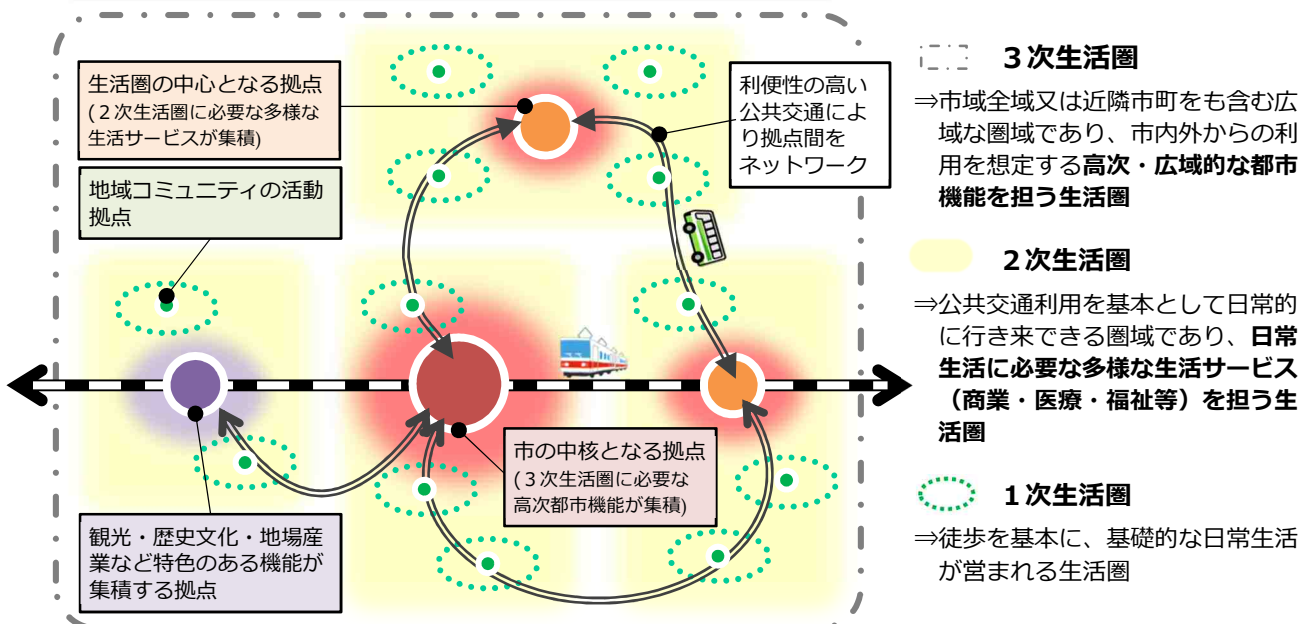 生活圏の中心となる拠点
(２次生活圏に必要な多様な
生活サービスが集積)
地域コミュニティの活動
拠点
利便性の高い
公共交通によ
り拠点間を
ネットワーク
市の中核となる拠点
(３次生活圏に必要な
高次都市機能が集積)
観光・歴史文化・地場産
業など特色のある機能が
集積する拠点
３次生活圏
⇒市域全域又は近隣市町をも含む広
域な圏域であり、市内外からの利
用を想定する高次・広域的な都市
機能を担う生活圏
２次生活圏
⇒公共交通利用を基本として日常的
に行き来できる圏域であり、日常
生活に必要な多様な生活サービス
（商業・医療・福祉等）を担う生
活圏
１次生活圏
⇒徒歩を基本に、基礎的な日常生活
が営まれる生活圏